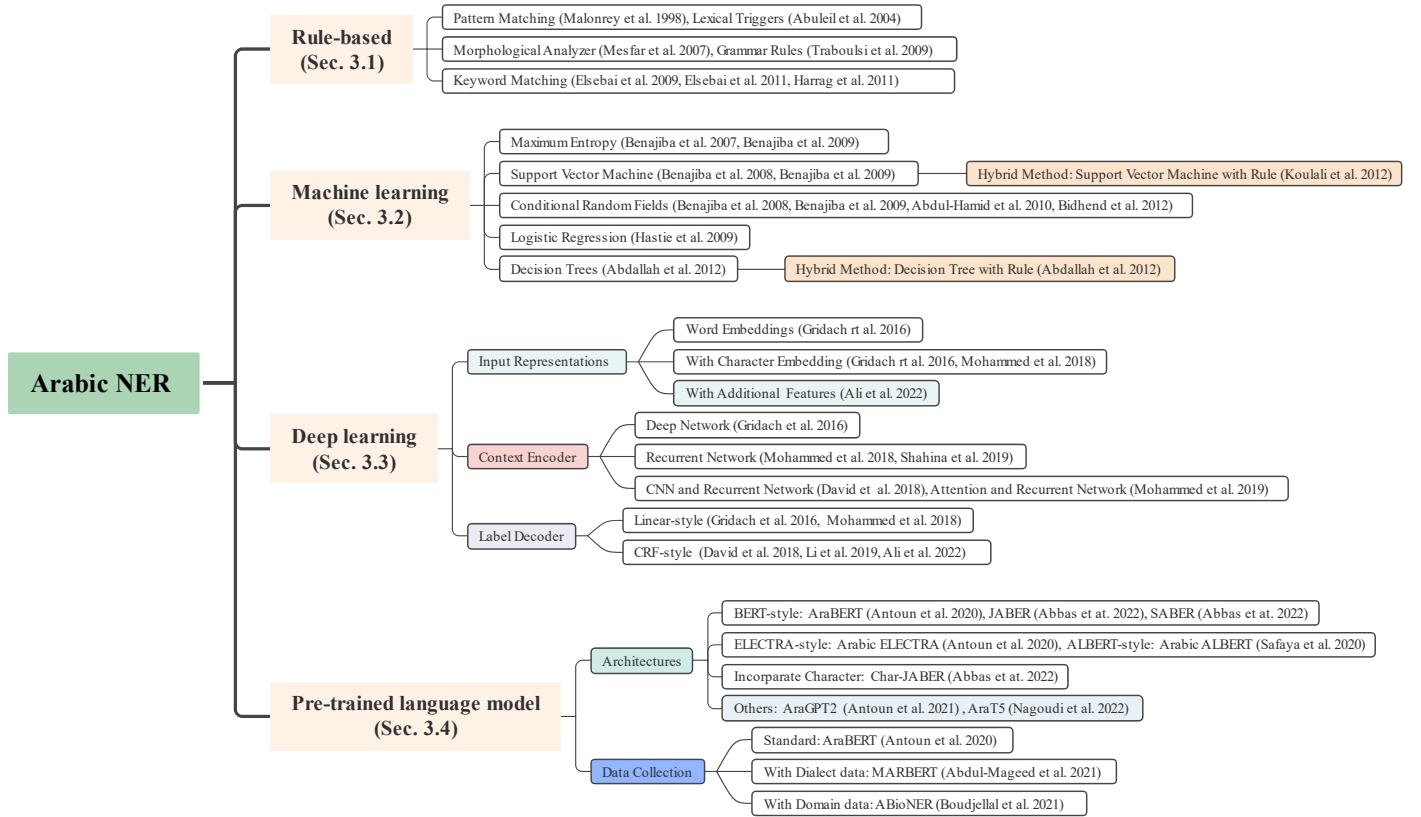 Arabic NER
Rule-based
(Sec. 3.1)
Pattern Matching (Malonrey et al. 1998), Lexical Triggers (Abuleil et al. 2004)
Morphological Analyzer (Mesfar et al. 2007), Grammar Rules (Traboulsi et al. 2009)
Keyword Matching (Elsebai et al. 2009, Elsebai et al. 2011, Harrag et al. 2011)
Machine learning
(Sec. 3.2)
Maximum Entropy (Benajiba et al. 2007, Benajiba et al. 2009)
Support Vector Machine (Benajiba et al. 2008, Benajiba et al. 2009)
Hybrid Method: Support Vector Machine with Rule (Koulali et al. 2012)
Conditional Random Fields (Benajiba et al. 2008, Benajiba et al. 2009, Abdul-Hamid et al. 2010, Bidhend et al. 2012)
Logistic Regression (Hastie et al. 2009)
Decision Trees (Abdallah et al. 2012)
Hybrid Method: Decision Tree with Rule (Abdallah et al. 2012)
Deep learning
(Sec. 3.3)
Input Representations
Word Embeddings (Gridach rt al. 2016)
With Character Embedding (Gridach rt al. 2016, Mohammed et al. 2018)
With Additional Features (Ali et al. 2022)
Context Encoder
Deep Network (Gridach et al. 2016)
Recurrent Network (Mohammed et al. 2018, Shahina et al. 2019)
CNN and Recurrent Network (David et al. 2018), Attention and Recurrent Network (Mohammed et al. 2019)
Label Decoder
Linear-style (Gridach et al. 2016, Mohammed et al. 2018)
CRF-style (David et al. 2018, Li et al. 2019, Ali et al. 2022)
Pre-trained language model
(Sec. 3.4)
Architectures
BERT-style: AraBERT (Antoun et al. 2020), JABER (Abbas et at. 2022), SABER (Abbas et at. 2022)
ELECTRA-style: Arabic ELECTRA (Antoun et al. 2020), ALBERT-style: Arabic ALBERT (Safaya et al. 2020)
Incorparate Character: Char-JABER (Abbas et at. 2022)
Others: AraGPT2 (Antoun et al. 2021) , AraT5 (Nagoudi et al. 2022)
Data Collection
Standard: AraBERT (Antoun et al. 2020)
With Dialect data: MARBERT (Abdul-Mageed et al. 2021)
With Domain data: ABioNER (Boudjellal et al. 2021)